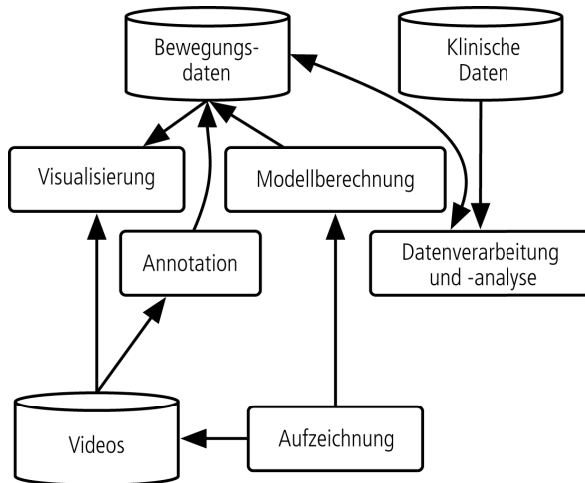 Bewegungs-
daten
Klinische
Daten
Visualisierung
Modellberechnung
Annotation
Datenverarbeitung
und -analyse
Videos
Aufzeichnung